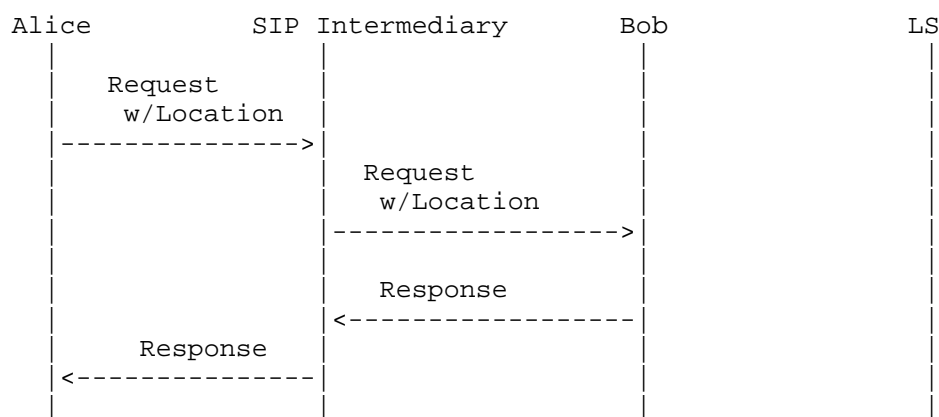 Alice SIP Intermediary Bob LS
Request
w/Location
Request
w/Location
Response
Response